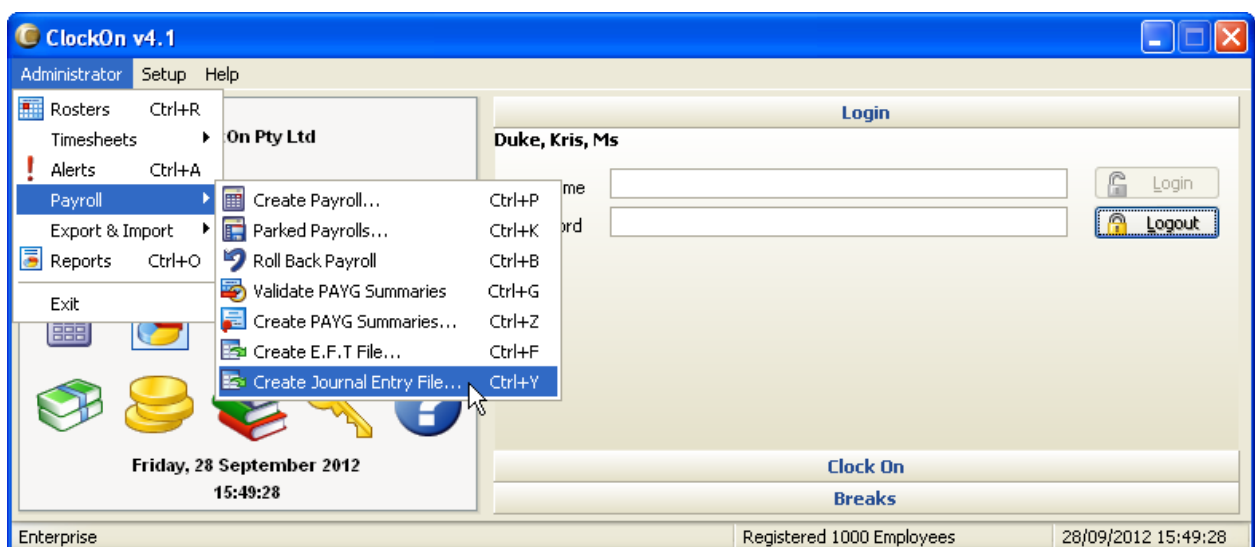 ClockOn v4.1
Administrator Setup Help
Rosters Ctrl+R
Timesheets
Alerts Ctrl+A
Payroll
Export & Import
Reports Ctrl+O
Exit
Create Payroll... Ctrl+P
Parked Payrolls... Ctrl+K
Roll Back Payroll Ctrl+B
Validate PAYG Summaries Ctrl+G
Create PAYG Summaries... Ctrl+Z
Create E.F.T File... Ctrl+F
Create Journal Entry File... Ctrl+Y
On Pty Ltd
Friday, 28 September 2012
15:49:28
Login
Duke, Kris, Ms
Login
Logout
Clock On
Breaks
Enterprise
Registered 1000 Employees
28/09/2012 15:49:28